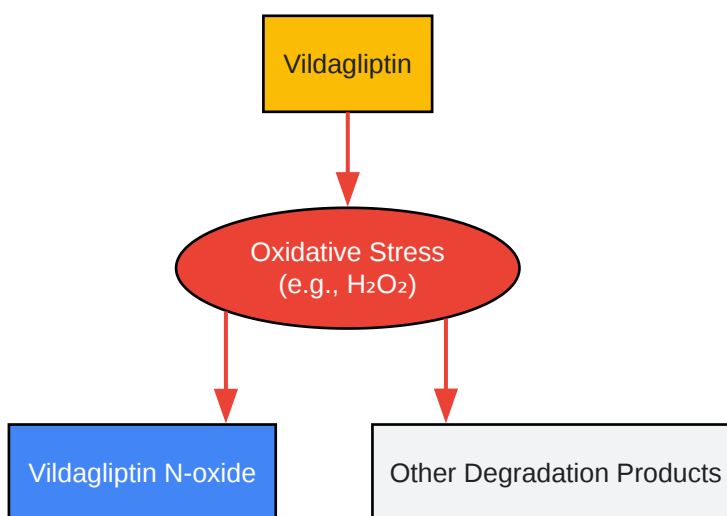 Vildagliptin
Oxidative Stress
(e.g., H₂O₂)
Vildagliptin N-oxide
Other Degradation Products